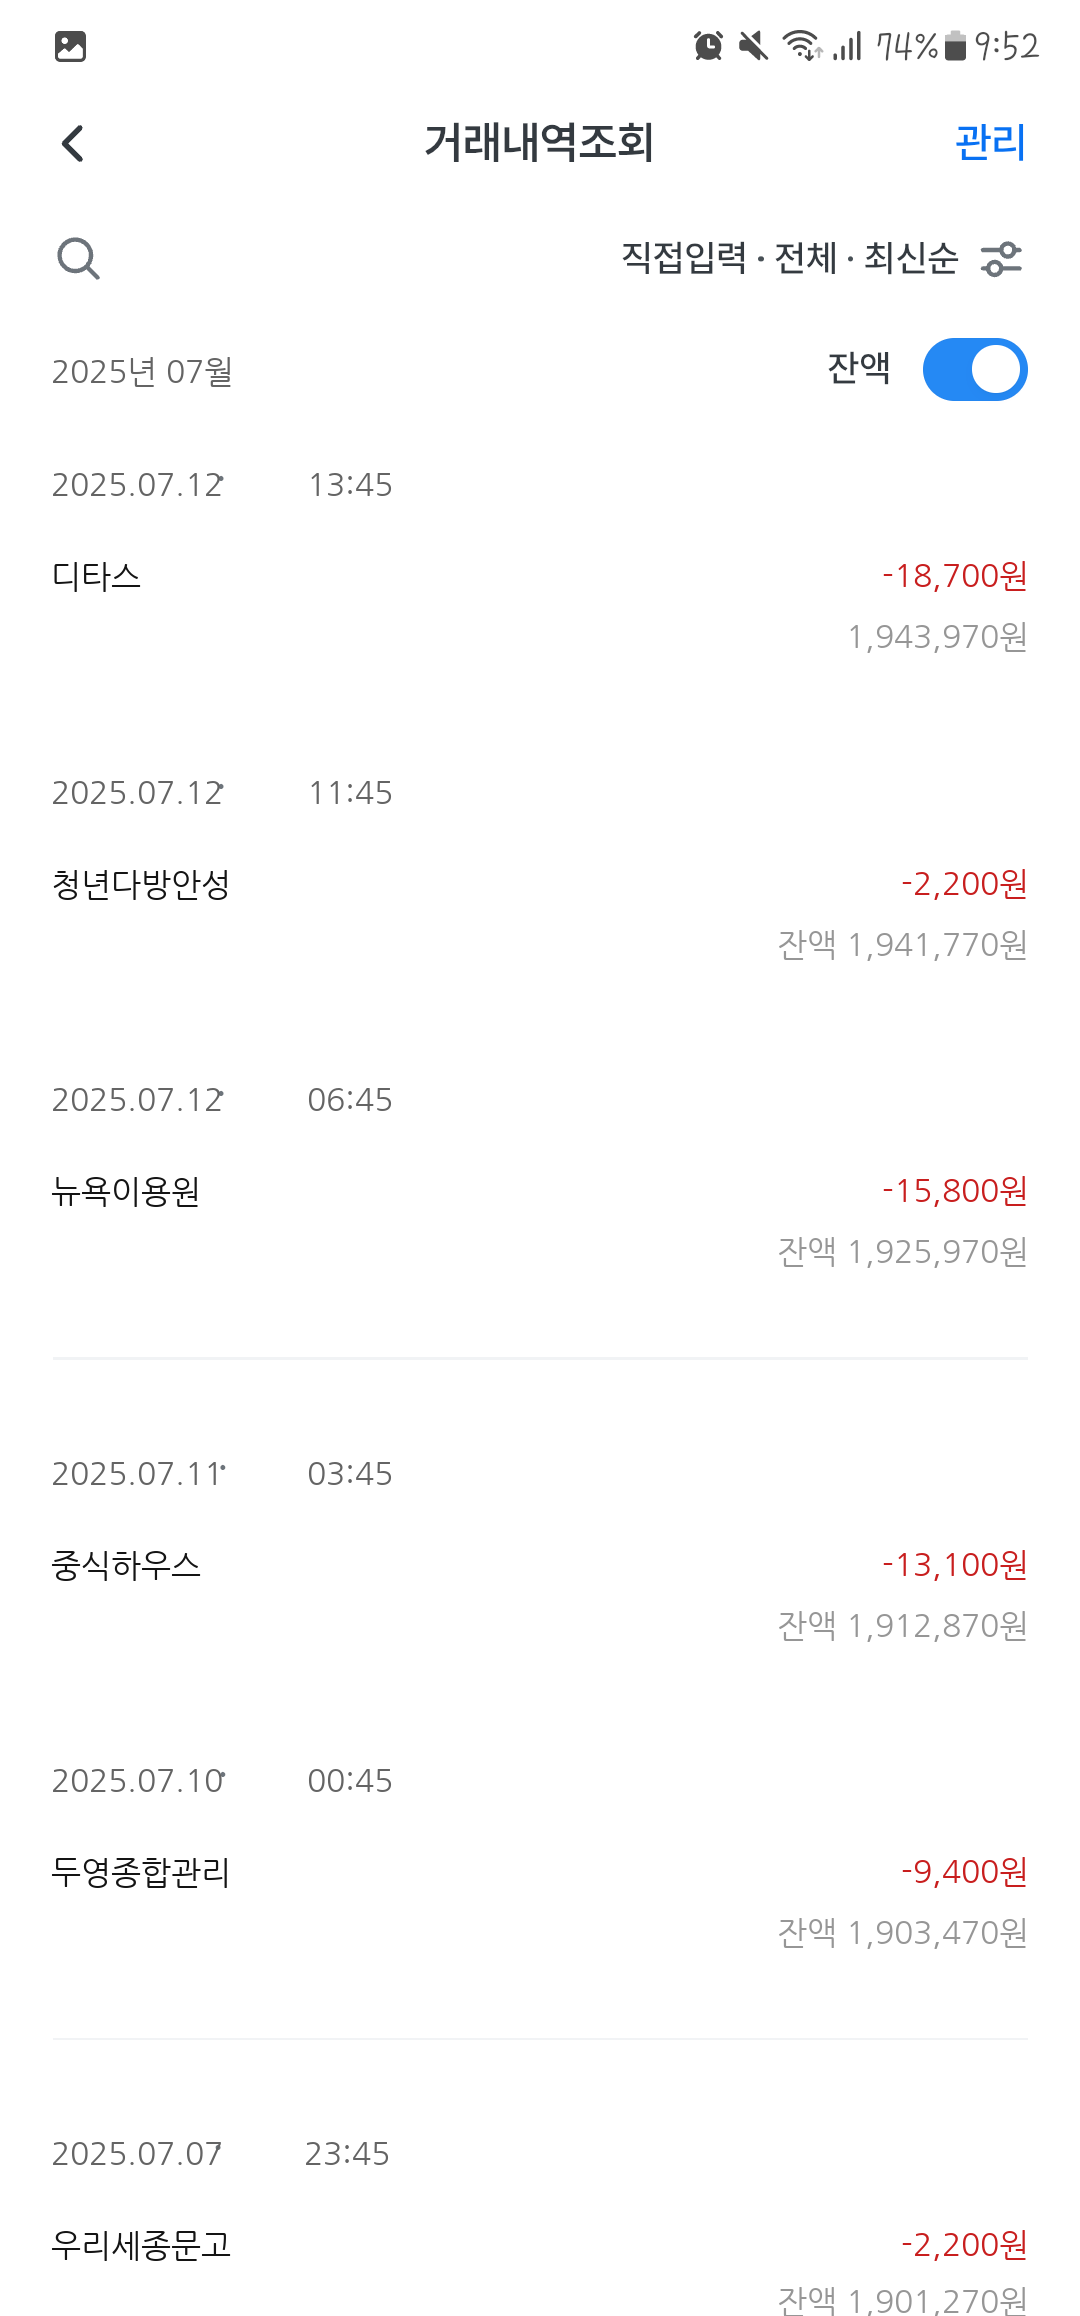 74% 9:52
거래내역조회 관리
직접입력 · 전체 · 최신순
2025년 07월 잔액
2025.07.12· 13:45
디타스 -18,700원
1,943,970원
2025.07.12· 11:45
청년다방안성 -2,200원
잔액 1,941,770원
2025.07.12· 06:45
뉴욕이용원 -15,800원
잔액 1,925,970원
2025.07.11· 03:45
중식하우스 -13,100원
잔액 1,912,870원
2025.07.10· 00:45
두영종합관리 -9,400원
잔액 1,903,470원
2025.07.07· 23:45
우리세종문고 -2,200원
잔액 1,901,270원